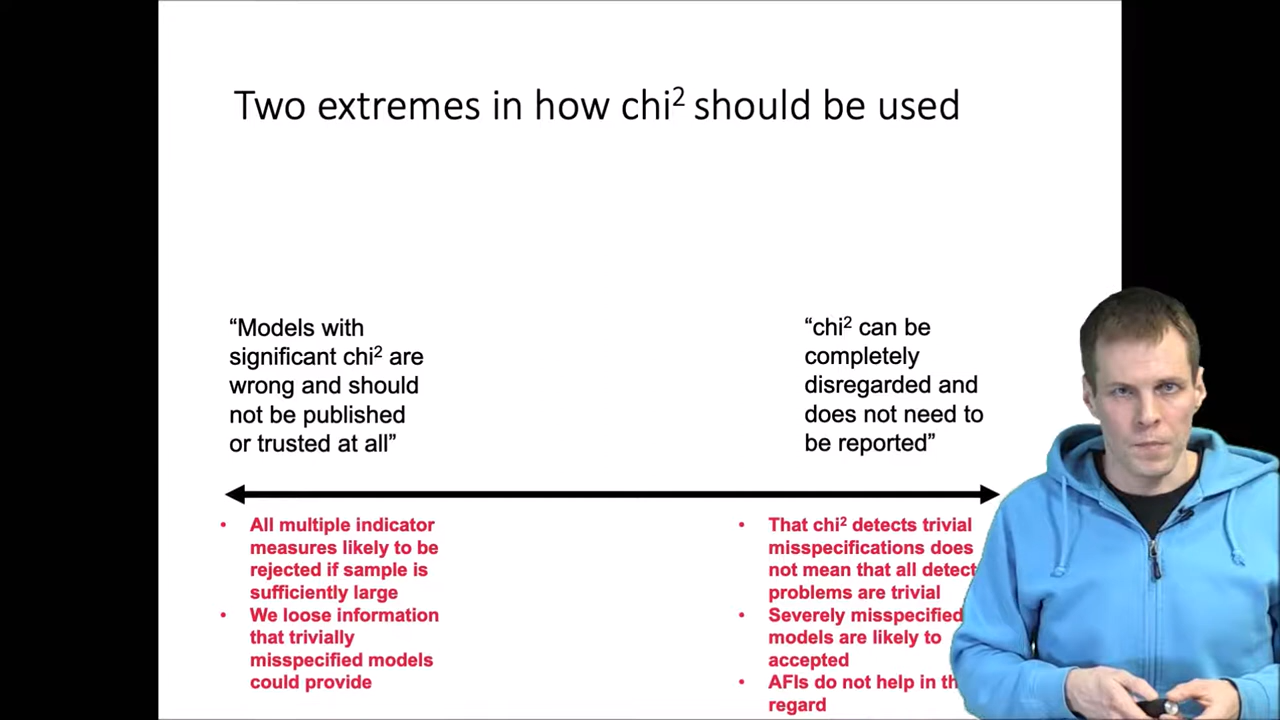 Two extremes in how chi² should be used
“Models with
significant chi² are
wrong and should
not be published
or trusted at all”
“chi² can be
completely
disregarded and
does not need to
be reported”
• All multiple indicator
measures likely to be
rejected if sample is
sufficiently large
• We loose information
that trivially
misspecified models
could provide
• That chi² detects trivial
misspecifications does
not mean that all detect
problems are trivial
• Severely misspecified
models are likely to
accepted
• AFIs do not help in
regard